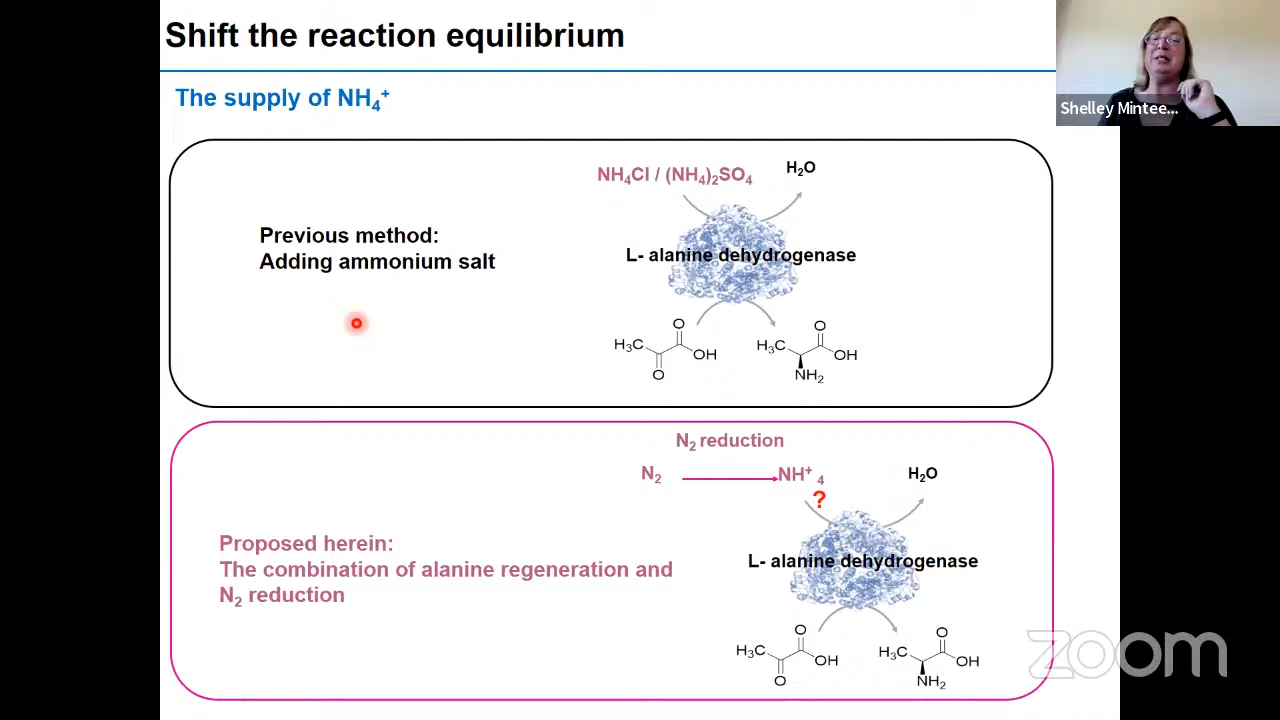 Shift the reaction equilibrium
Shelley Mintee...
The supply of NH₄⁺
NH₄Cl / (NH₄)₂SO₄
H₂O
Previous method:
Adding ammonium salt
L- alanine dehydrogenase
H₃C
O
OH
O
H₃C
O
OH
NH₂
N₂ reduction
N₂
NH⁺₄
H₂O
?
Proposed herein:
The combination of alanine regeneration and
N₂ reduction
L- alanine dehydrogenase
H₃C
O
OH
O
H₃C
O
OH
NH₂
zoom